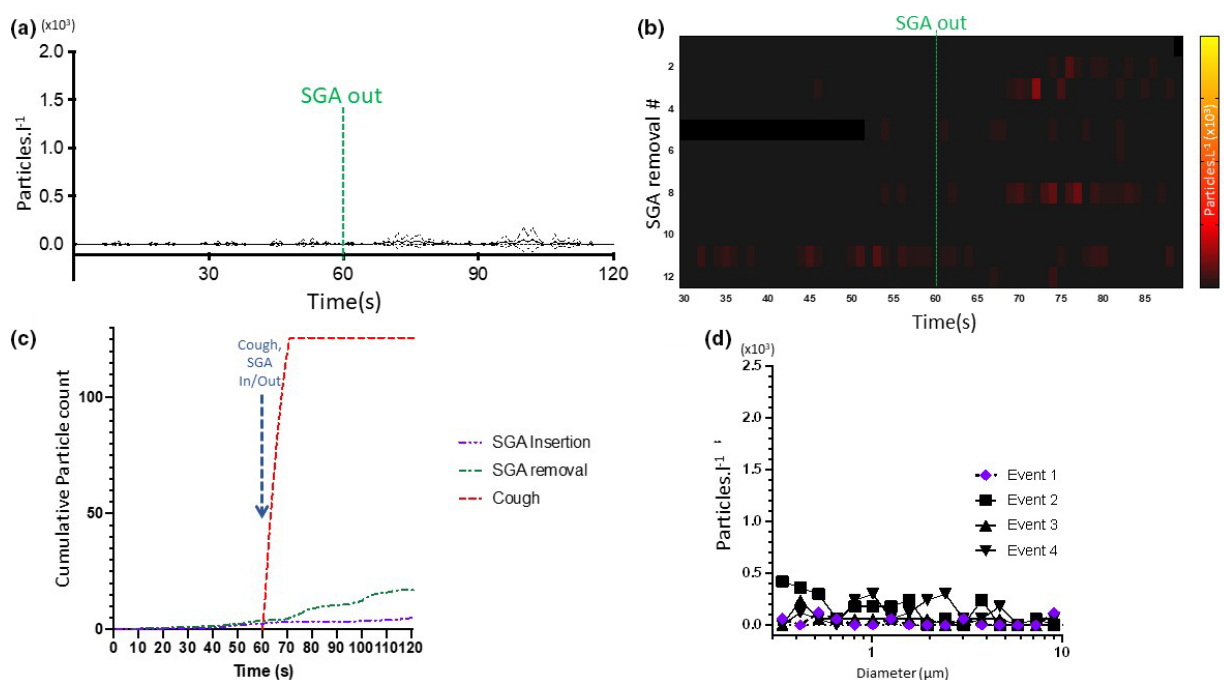 (a)
(x10³)
2.0
1.5
1.0
0.5
0.0
Particles.l⁻¹
SGA out
30
60
90
120
Time(s)
(b)
SGA out
2
4
6
8
10
12
SGA removal #
30
35
40
45
50
55
60
65
70
75
80
85
Time(s)
Particles.L⁻¹ (x10³)
(c)
100
50
0
Cumulative Particle count
Cough,
SGA
In/Out
SGA Insertion
SGA removal
Cough
0 10 20 30 40 50 60 70 80 90 100 110 120
Time (s)
(d)
(x10³)
2.5
2.0
1.5
1.0
0.5
0.0
Particles.l⁻¹
Event 1
Event 2
Event 3
Event 4
1
10
Diameter (µm)